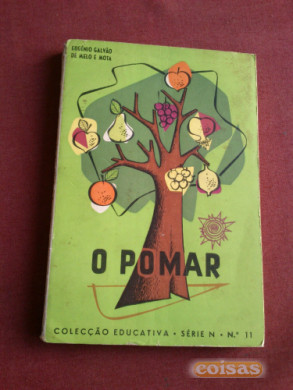 EUGÉNIO GALVÃO
DE MELO E MOTA
O POMAR
COLECÇÃO EDUCATIVA • SÉRIE N • N.º 11
coisas